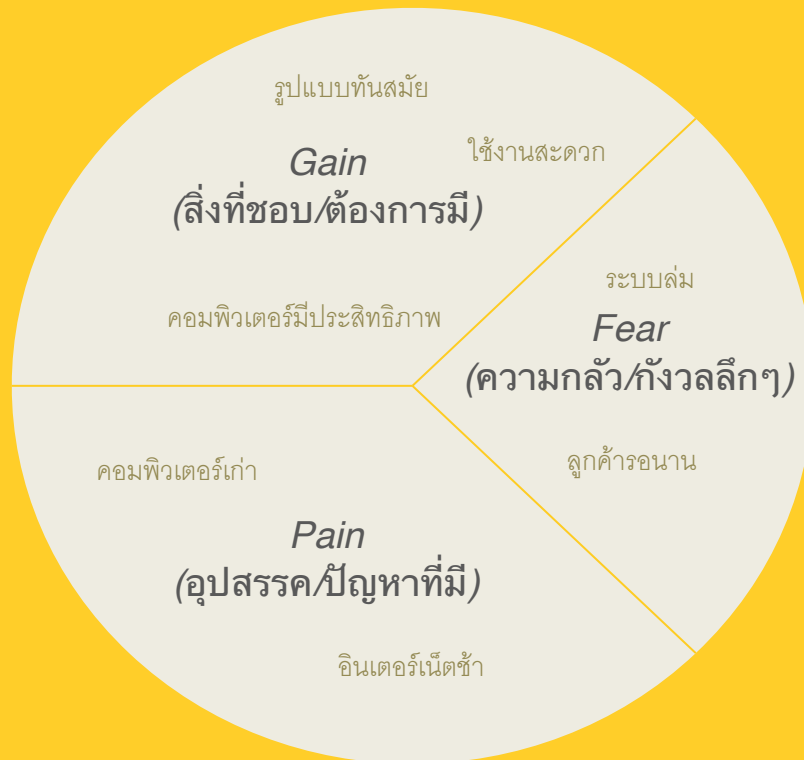 รูปแบบทันสมัย
ใช้งานสะดวก
Gain
(สิ่งที่ชอบ/ต้องการมี)
คอมพิวเตอร์มีประสิทธิภาพ
ระบบล่ม
Fear
(ความกลัว/กังวลลึกๆ)
ลูกค้ารอนาน
คอมพิวเตอร์เก่า
Pain
(อุปสรรค/ปัญหาที่มี)
อินเตอร์เน็ตช้า